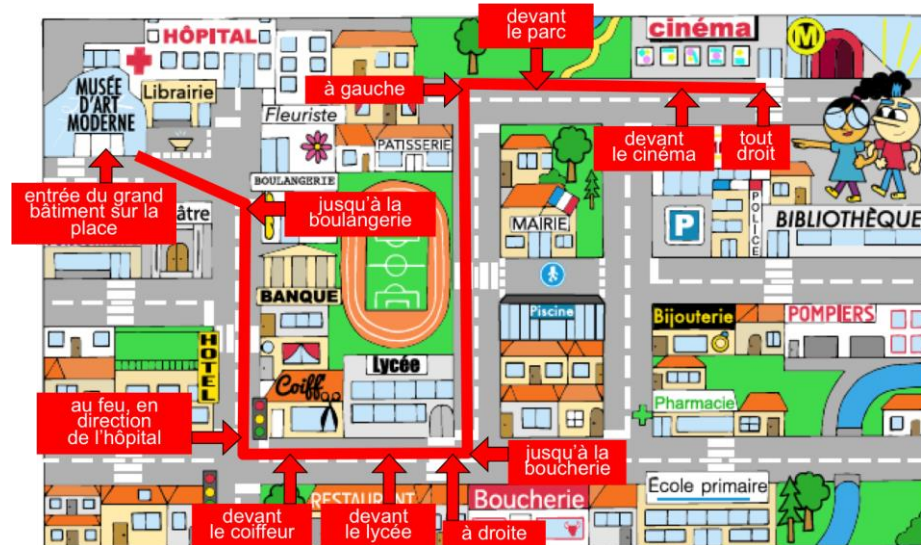 devant
le parc
HÔPITAL
cinéma
M
MUSÉE
D'ART
MODERNE
Librairie
à gauche
Fleuriste
PATISSERIE
devant
le cinéma
tout
droit
BOULANGERIE
entrée du grand
bâtiment sur la
place
âtre
jusqu'à la
boulangerie
MAIRIE
P
POLICE
BIBLIOTHÈQUE
BANQUE
Piscine
Bijouterie
POMPIERS
HOTEL
Lycée
Coiff
au feu, en
direction
de l'hôpital
Pharmacie
jusqu'à la
boucherie
École primaire
RESTAURANT
Boucherie
devant
le coiffeur
devant
le lycée
à droite